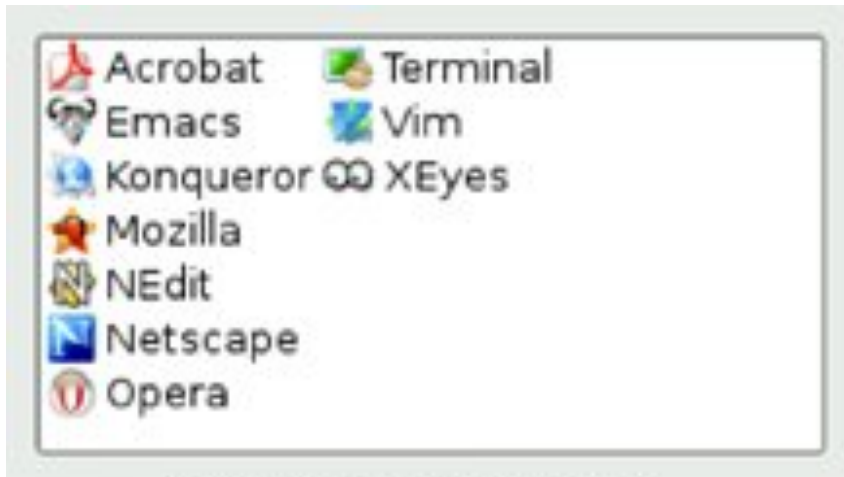 Acrobat
Emacs
Konqueror
Mozilla
NEdit
Netscape
Opera
Terminal
Vim
XEyes